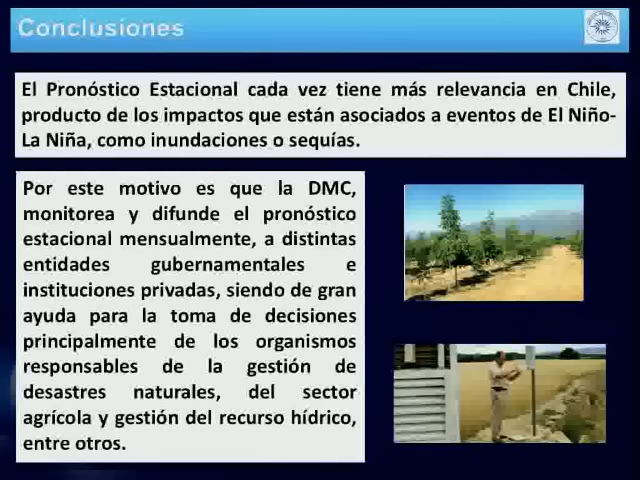 Conclusiones
El Pronóstico Estacional cada vez tiene más relevancia en Chile,
producto de los impactos que están asociados a eventos de El Niño-
La Niña, como inundaciones o sequías.
Por este motivo es que la DMC,
monitorea y difunde el pronóstico
estacional mensualmente, a distintas
entidades gubernamentales e
instituciones privadas, siendo de gran
ayuda para la toma de decisiones
principalmente de los organismos
responsables de la gestión de
desastres naturales, del sector
agrícola y gestión del recurso hídrico,
entre otros.